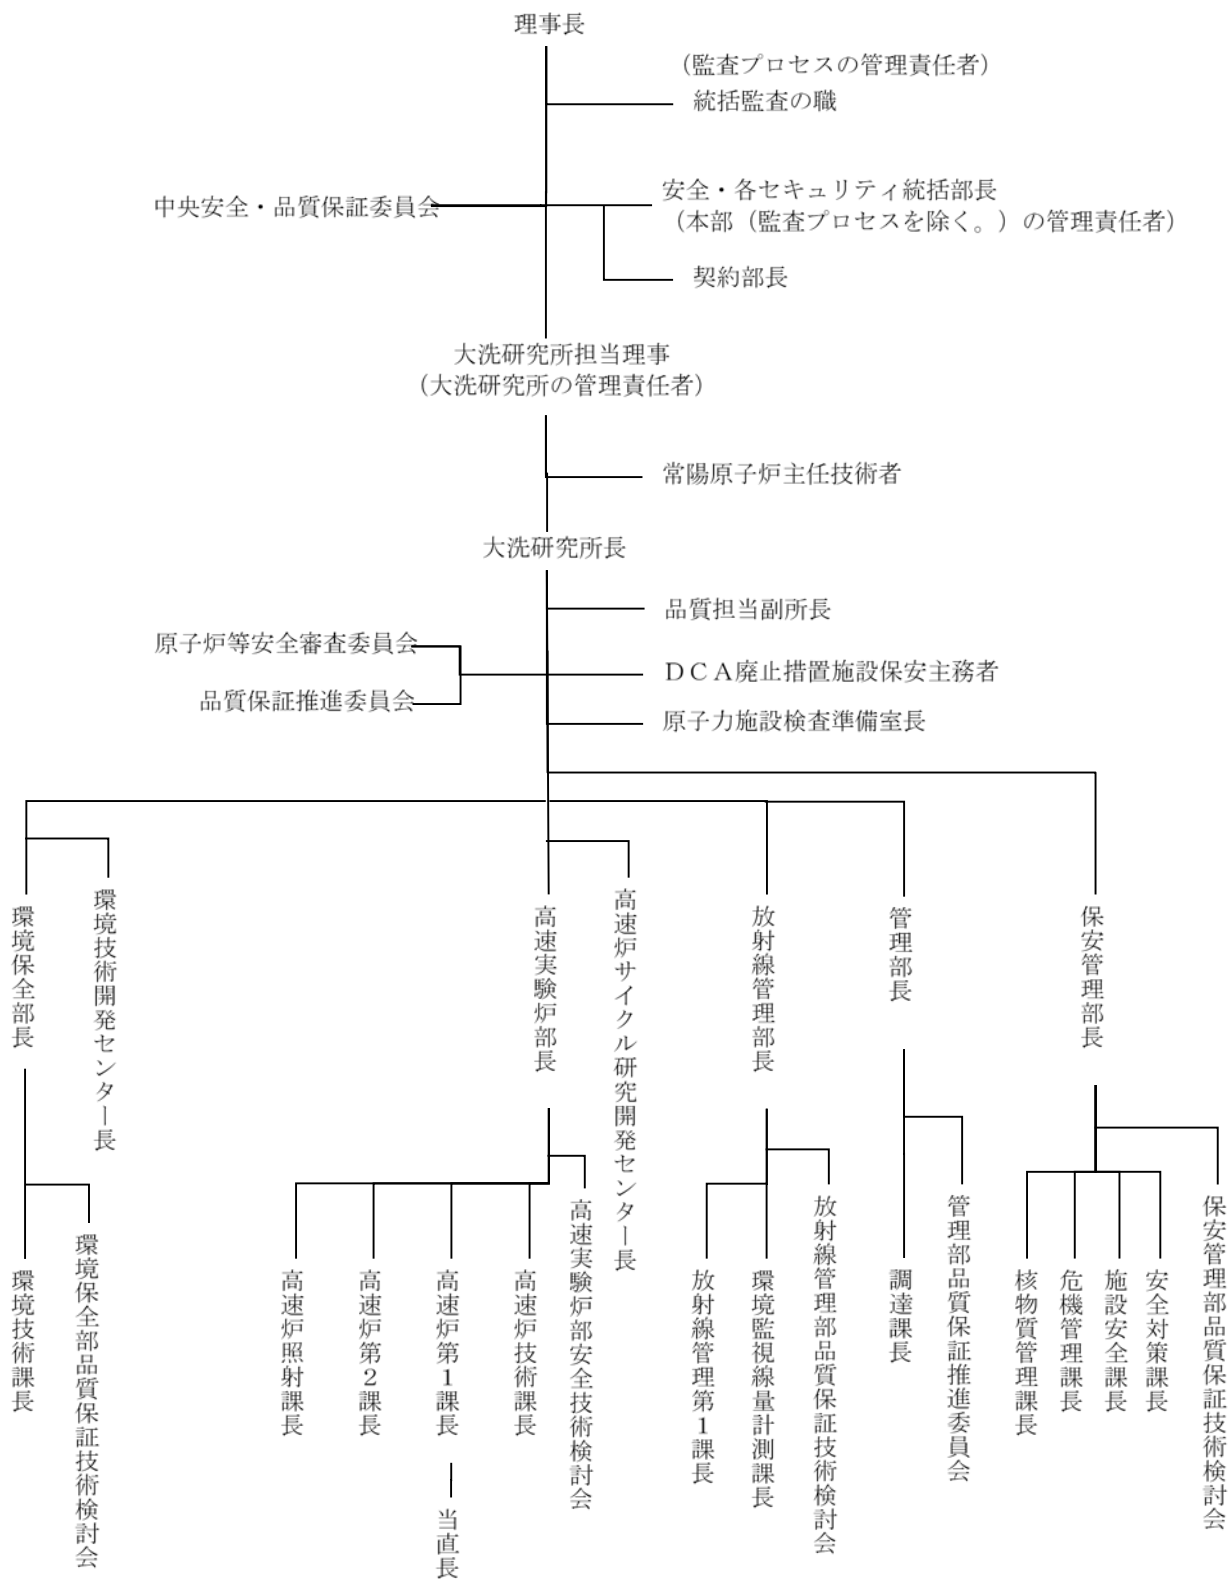 理事長
（監査プロセスの管理責任者）
統括監査の職
中央安全・品質保証委員会
安全・各セキュリティ統括部長
（本部（監査プロセスを除く。）の管理責任者）
契約部長
大洗研究所担当理事
（大洗研究所の管理責任者）
常陽原子炉主任技術者
大洗研究所長
品質担当副所長
原子炉等安全審査委員会
ＤＣＡ廃止措置施設保安主務者
品質保証推進委員会
原子力施設検査準備室長
環境保全部長
環境技術開発センター長
高速実験炉部長
高速炉サイクル研究開発センター長
放射線管理部長
管理部長
保安管理部長
環境技術課長
環境保全部品質保証技術検討会
高速炉照射課長
高速炉第２課長
高速炉第１課長
高速炉技術課長
高速実験炉部安全技術検討会
放射線管理第１課長
環境監視線量計測課長
放射線管理部品質保証技術検討会
調達課長
管理部品質保証推進委員会
核物質管理課長
危機管理課長
施設安全課長
安全対策課長
保安管理部品質保証技術検討会
当直長